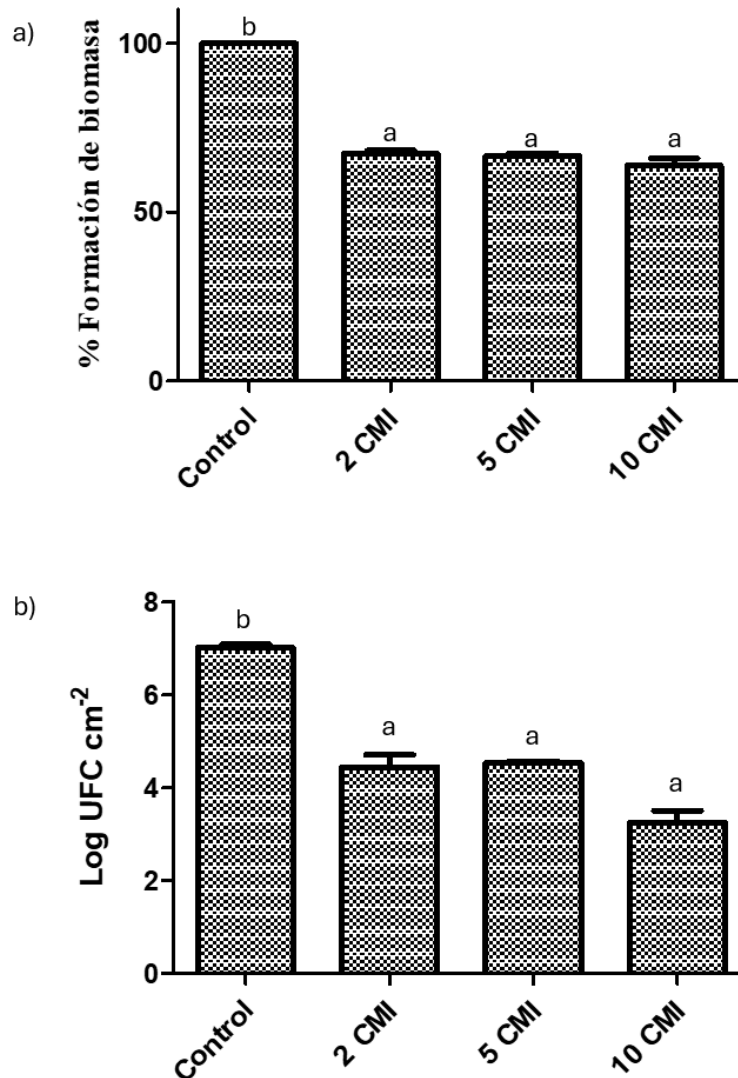 a)
% Formación de biomasa
100
50
0
b
a
a
a
Control
2 CMI
5 CMI
10 CMI
b)
Log UFC cm-2
8
6
4
2
0
b
a
a
a
Control
2 CMI
5 CMI
10 CMI